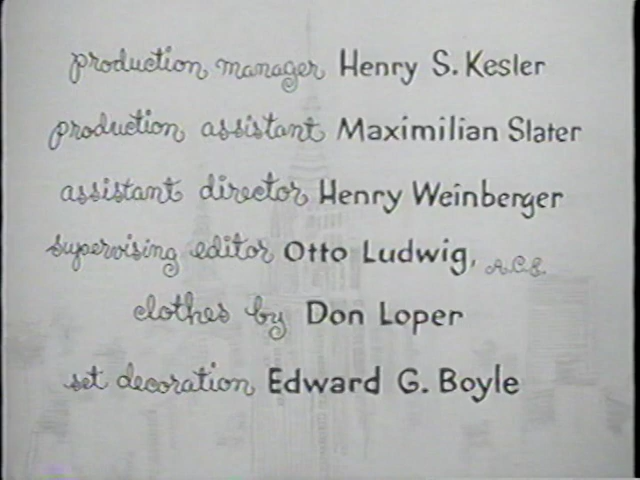 production manager Henry S. Kesler
production assistant Maximilian Slater
assistant director Henry Weinberger
supervising editor Otto Ludwig, A.C.E.
clothes by Don Loper
set decoration Edward G. Boyle